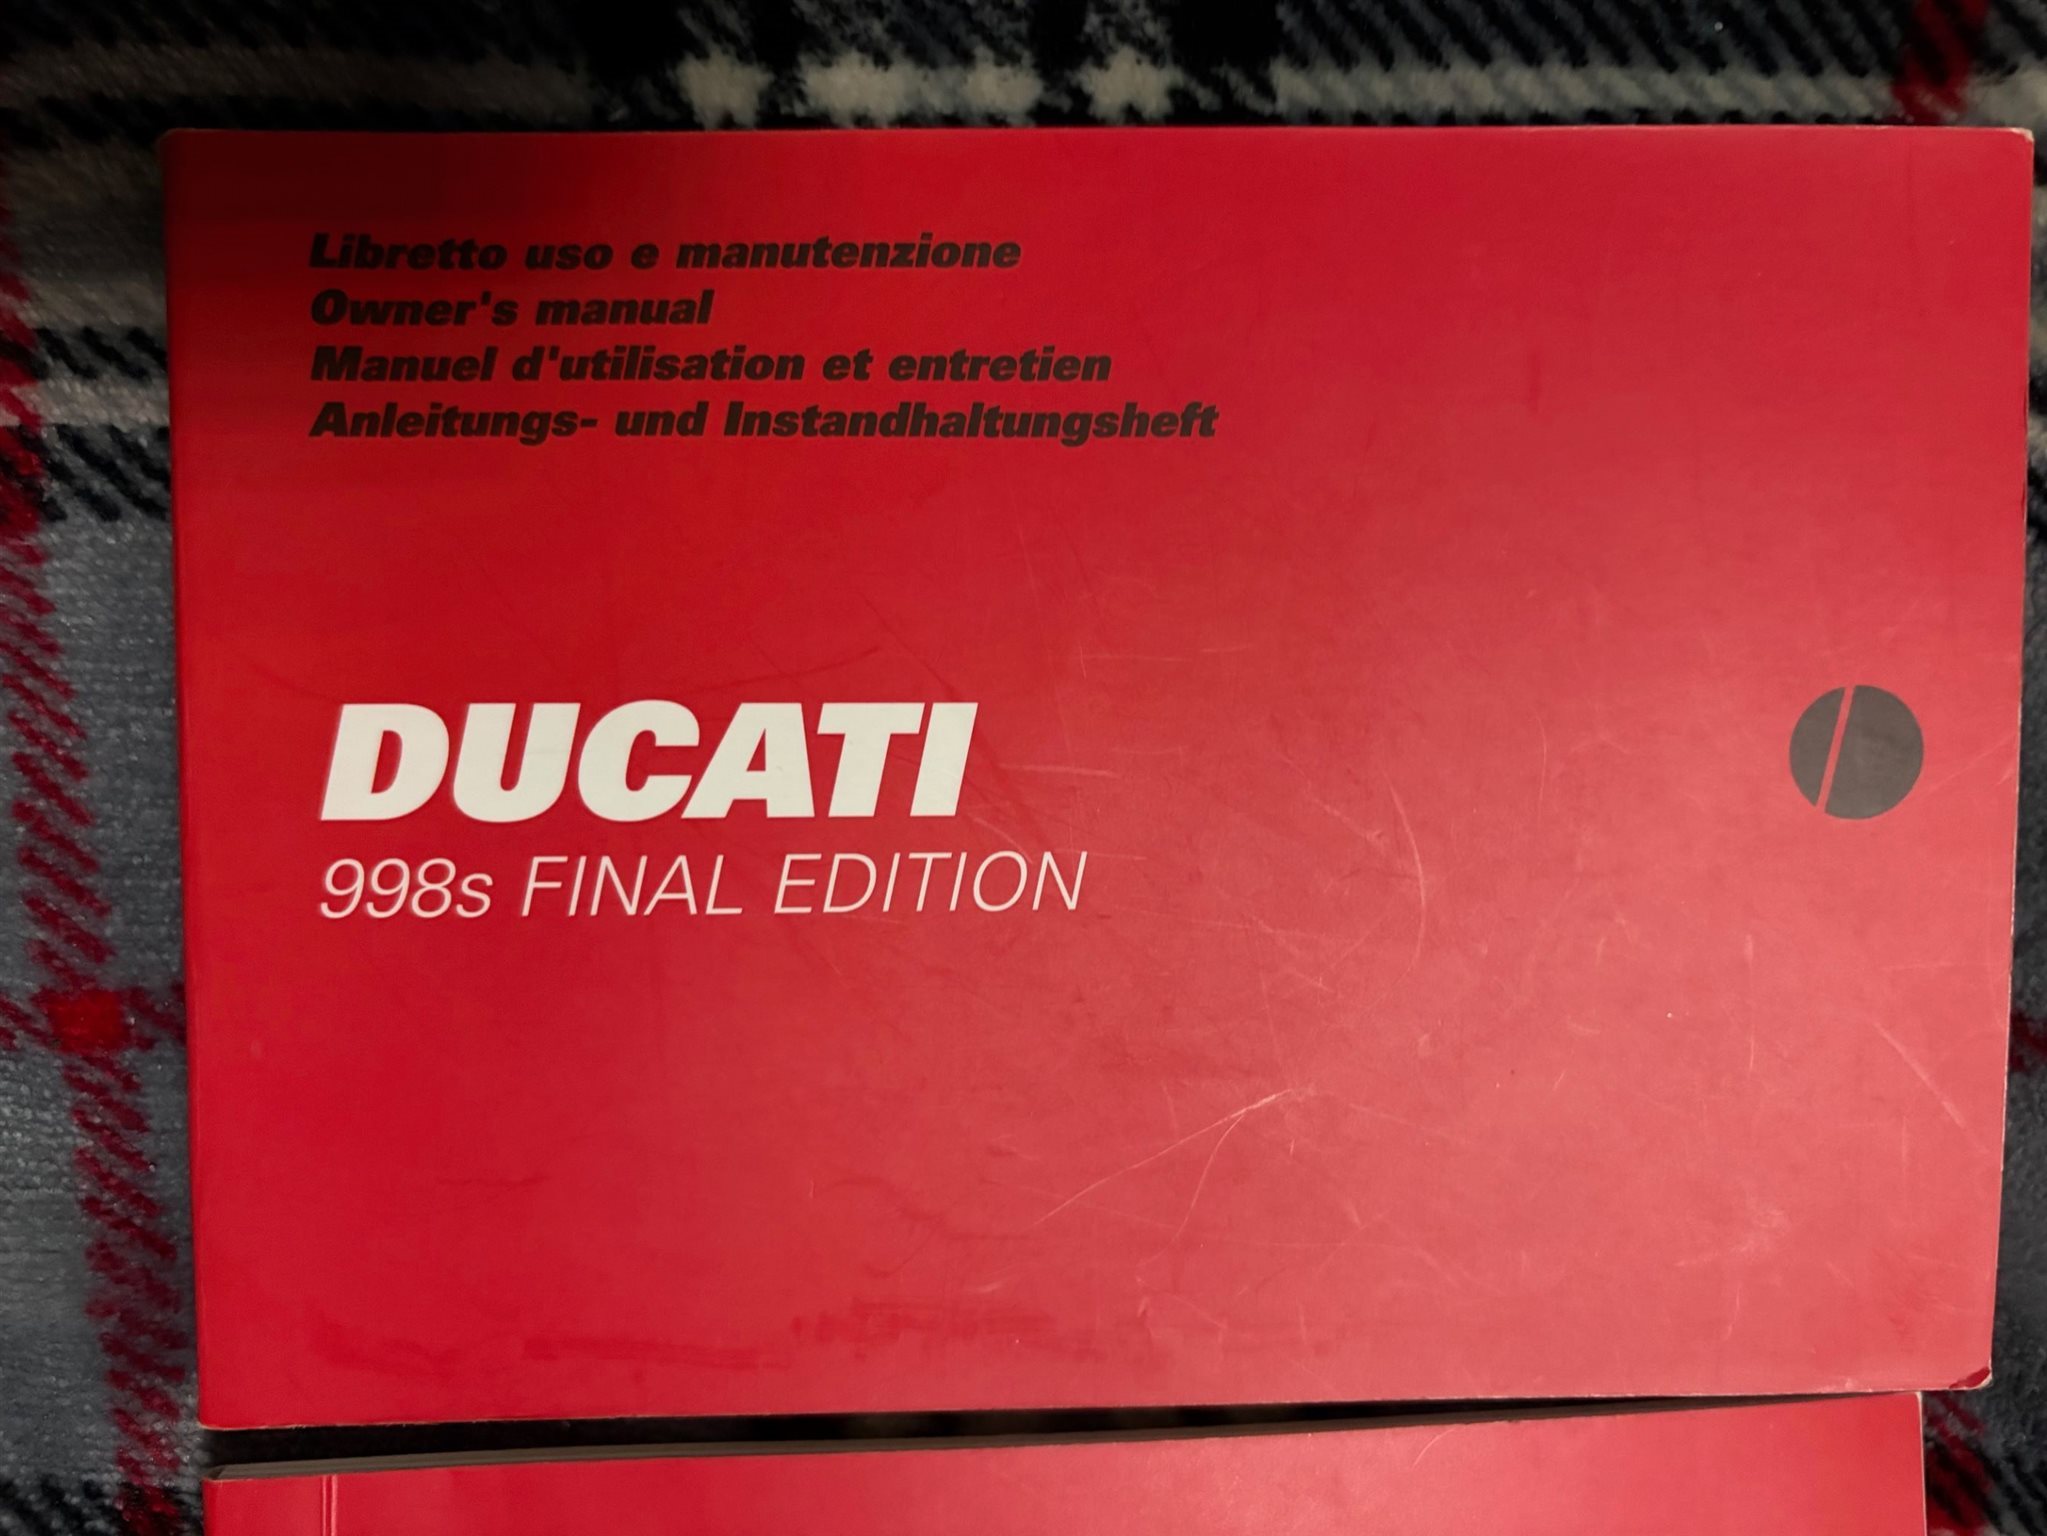 Libretto uso e manutenzione
Owner's manual
Manuel d'utilisation et entretien
Anleitungs- und Instandhaltungsheft
DUCATI
998s FINAL EDITION